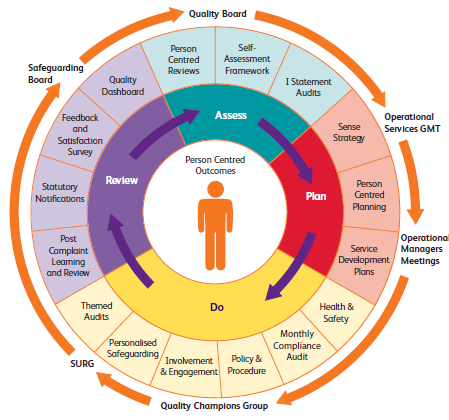 Quality Board
Person
Centred
Reviews
Self-
Assessment
Framework
I Statement
Audits
Safeguarding
Board
Quality
Dashboard
Assess
Operational
Services GMT
Sense
Strategy
Feedback
and
Satisfaction
Survey
Person Centred
Outcomes
Review
Plan
Person
Centred
Planning
Statutory
Notifications
Operational
Managers
Meetings
Service
Development
Plans
Post
Complaint
Learning
and Review
Do
Themed
Audits
Health &
Safety
Personalised
Safeguarding
Monthly
Compliance
Audit
Involvement
& Engagement
Policy &
Procedure
SURG
Quality Champions Group